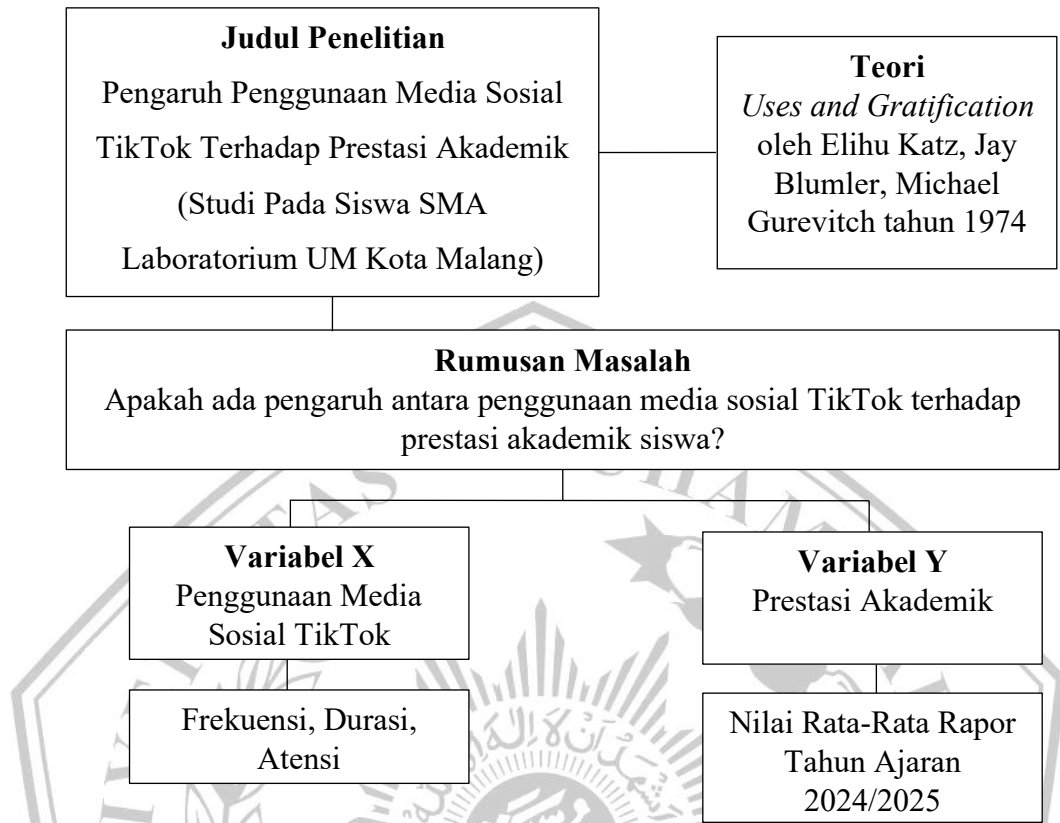 Judul Penelitian
Pengaruh Penggunaan Media Sosial
TikTok Terhadap Prestasi Akademik
(Studi Pada Siswa SMA
Laboratorium UM Kota Malang)
Teori
Uses and Gratification
oleh Elihu Katz, Jay
Blumler, Michael
Gurevitch tahun 1974
Rumusan Masalah
Apakah ada pengaruh antara penggunaan media sosial TikTok terhadap
prestasi akademik siswa?
Variabel X
Penggunaan Media
Sosial TikTok
Variabel Y
Prestasi Akademik
Frekuensi, Durasi,
Atensi
Nilai Rata-Rata Rapor
Tahun Ajaran
2024/2025